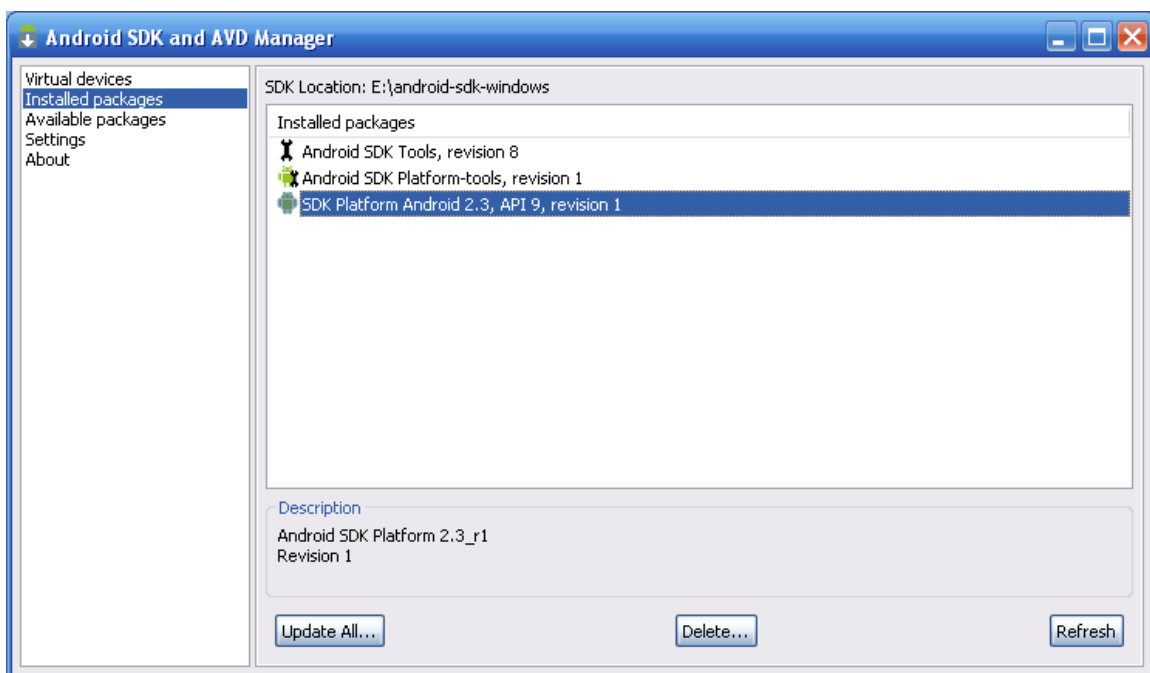 Android SDK and AVD Manager
Virtual devices
Installed packages
Available packages
Settings
About
SDK Location: E:\android-sdk-windows
Installed packages
Android SDK Tools, revision 8
Android SDK Platform-tools, revision 1
SDK Platform Android 2.3, API 9, revision 1
Description
Android SDK Platform 2.3_r1
Revision 1
Update All...
Delete...
Refresh